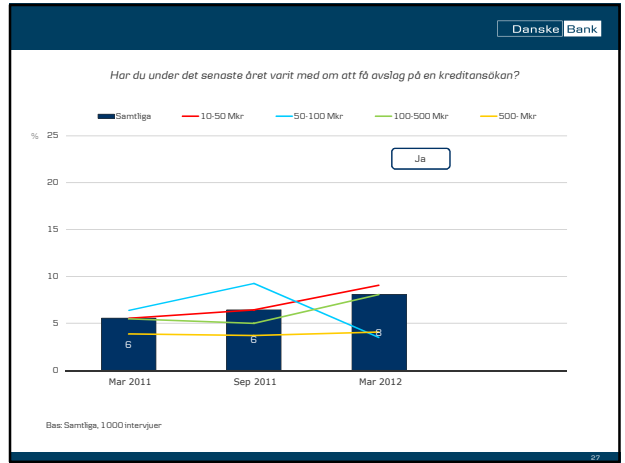 Danske Bank
Har du under det senaste året varit med om att få avslag på en kreditansökan?
Samtliga 10-50 Mkr 50-100 Mkr 100-500 Mkr 500- Mkr
%
25
Ja
20
15
10
5
6 6 8
0
Mar 2011 Sep 2011 Mar 2012
Bas: Samtliga, 1000 intervjuer
27